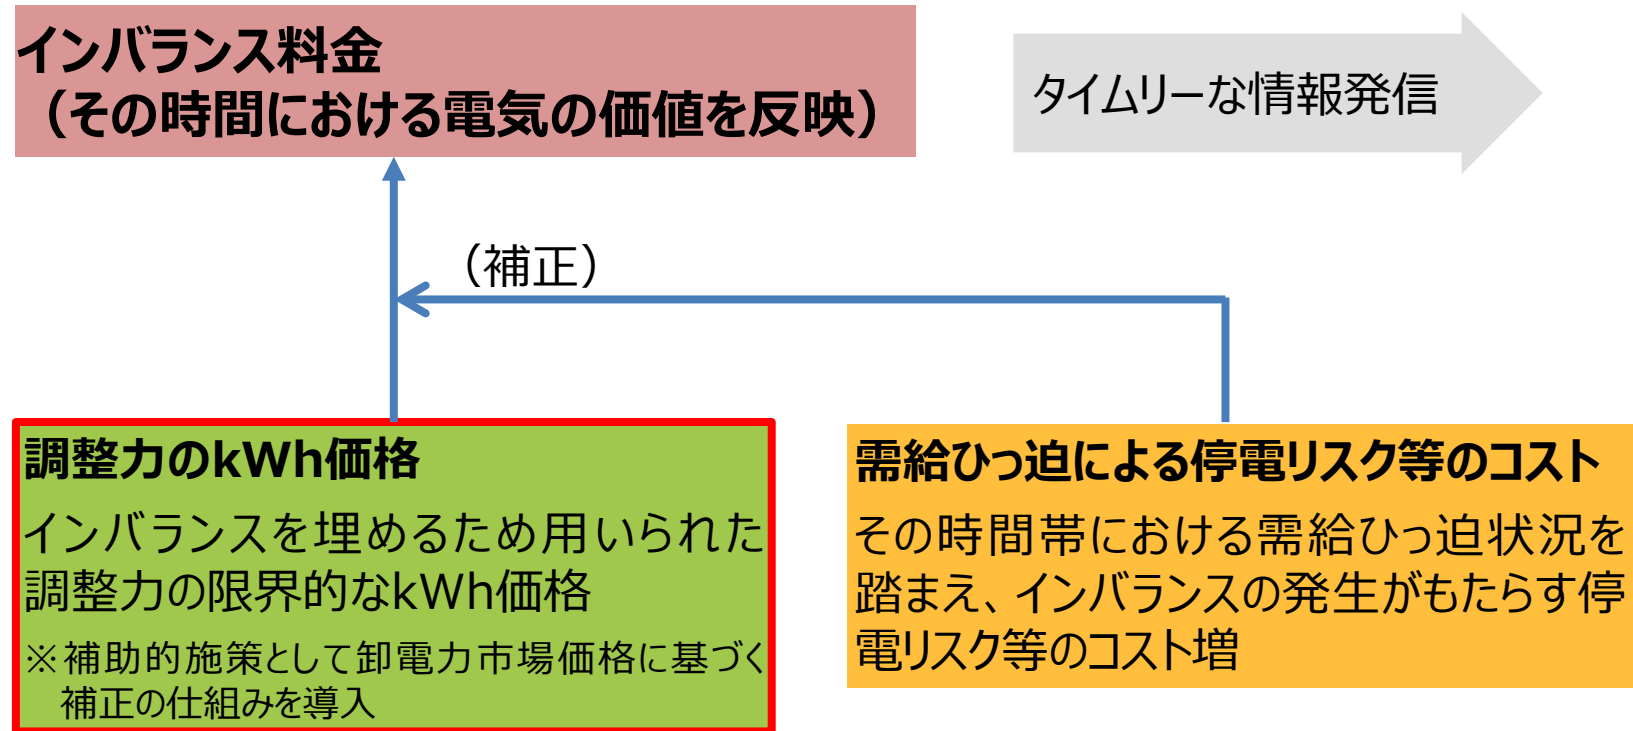 インバランス料金
（その時間における電気の価値を反映）
タイムリーな情報発信
（補正）
調整力のkWh価格
インバランスを埋めるため用いられた
調整力の限界的なkWh価格
※補助的施策として卸電力市場価格に基づく
補正の仕組みを導入
需給ひっ迫による停電リスク等のコスト
その時間帯における需給ひっ迫状況を
踏まえ、インバランスの発生がもたらす停
電リスク等のコスト増